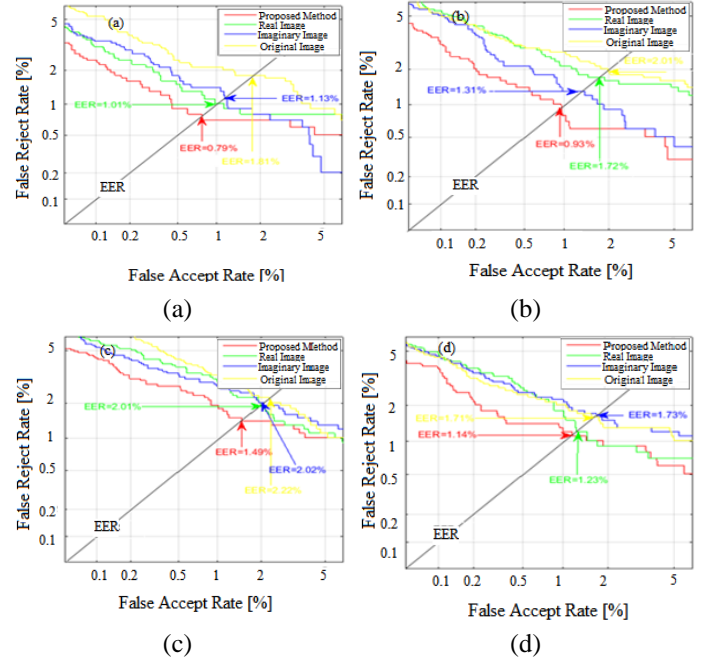 (a)
Proposed Method
Real Image
Imaginary Image
Original Image
False Reject Rate [%]
5
2
1
0.5
0.2
0.1
EER=1.01%
EER=1.13%
EER=0.79%
EER=1.81%
EER
0.1
0.2
0.5
1
2
5
False Accept Rate [%]
(a)
(b)
Proposed Method
Real Image
Imaginary Image
Original Image
False Reject Rate [%]
5
2
1
0.5
0.2
0.1
EER=2.01%
EER=1.31%
EER=0.93%
EER=1.72%
EER
0.1
0.2
0.5
1
2
5
False Accept Rate [%]
(b)
(c)
Proposed Method
Real Image
Imaginary Image
Original Image
False Reject Rate [%]
5
2
1
0.5
0.2
0.1
EER=2.01%
EER=1.49%
EER=2.02%
EER=2.22%
EER
0.1
0.2
0.5
1
2
5
False Accept Rate [%]
(c)
(d)
Proposed Method
Real Image
Imaginary Image
Original Image
False Reject Rate [%]
5
2
1
0.5
0.2
0.1
EER=1.71%
EER=1.73%
EER=1.14%
EER=1.23%
EER
0.1
0.2
0.5
1
2
5
False Accept Rate [%]
(d)